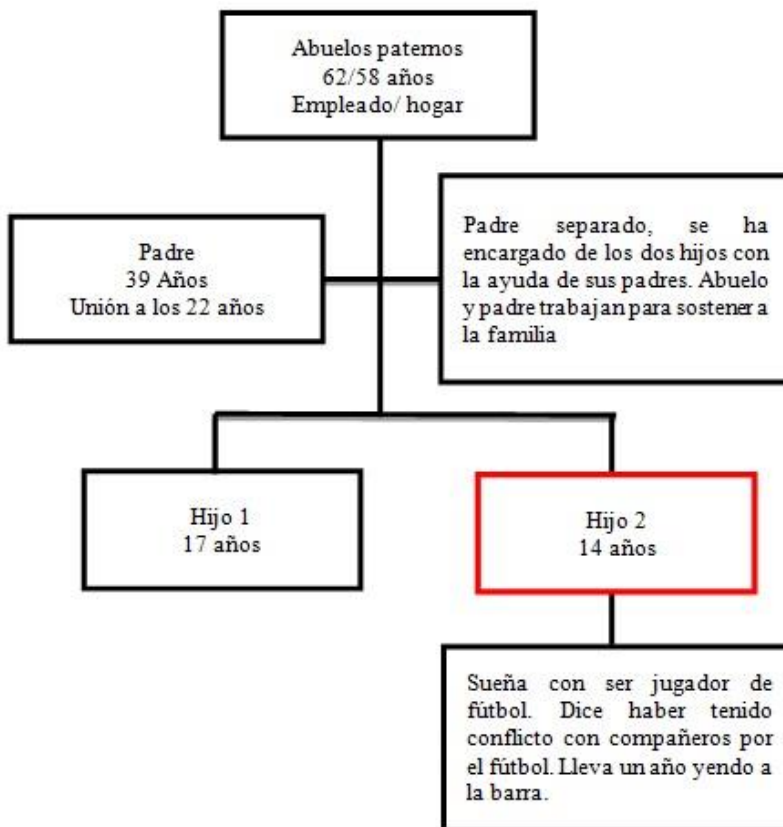 Abuelos paternos
62/58 años
Empleado/ hogar
Padre
39 Años
Unión a los 22 años
Padre separado, se ha
encargado de los dos hijos con
la ayuda de sus padres. Abuelo
y padre trabajan para sostener a
la familia
Hijo 1
17 años
Hijo 2
14 años
Sueña con ser jugador de
fútbol. Dice haber tenido
conflicto con compañeros por
el fútbol. Lleva un año yendo a
la barra.